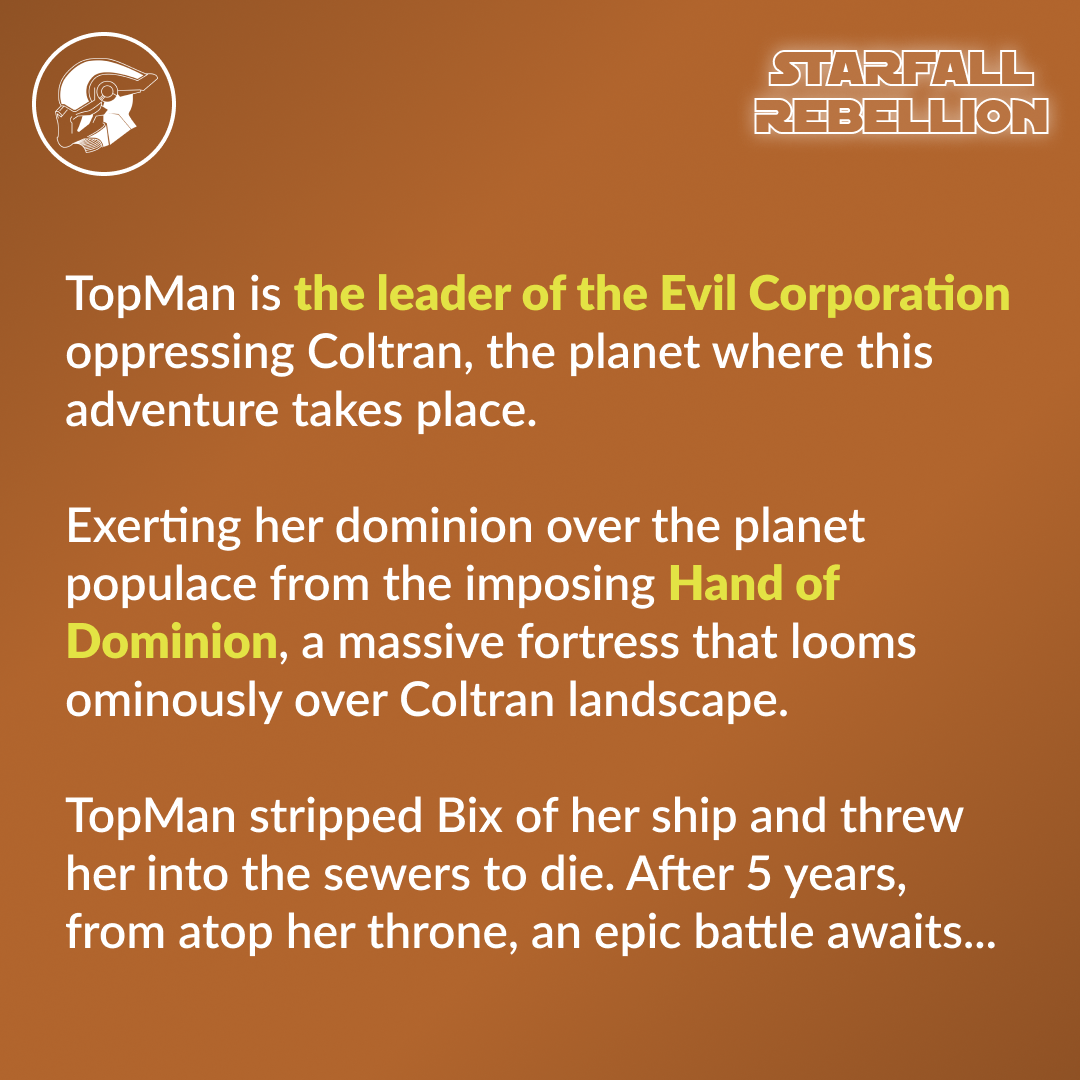 STARFALL
REBELLION
TopMan is the leader of the Evil Corporation
oppressing Coltran, the planet where this
adventure takes place.
Exerting her dominion over the planet
populace from the imposing Hand of
Dominion, a massive fortress that looms
ominously over Coltran landscape.
TopMan stripped Bix of her ship and threw
her into the sewers to die. After 5 years,
from atop her throne, an epic battle awaits...